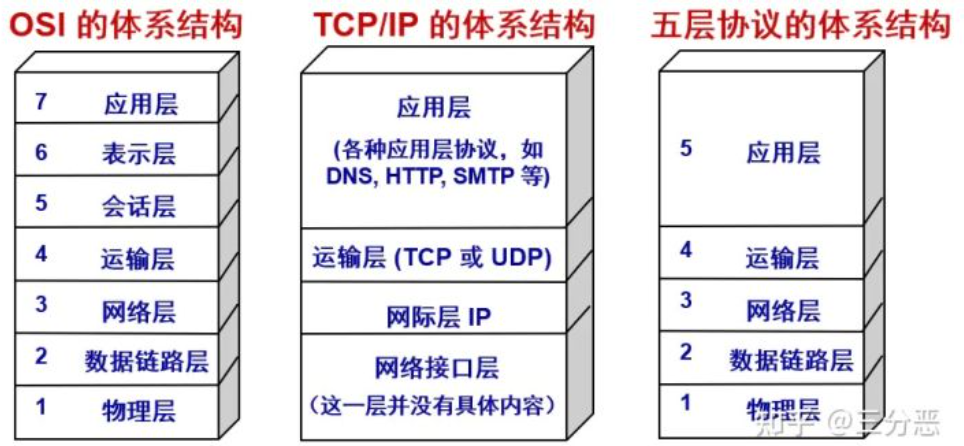 OSI 的体系结构
7 应用层
6 表示层
5 会话层
4 运输层
3 网络层
2 数据链路层
1 物理层
TCP/IP 的体系结构
应用层
(各种应用层协议，如
DNS, HTTP, SMTP 等)
运输层 (TCP 或 UDP)
网际层 IP
网络接口层
（这一层并没有具体内容）
五层协议的体系结构
5 应用层
4 运输层
3 网络层
2 数据链路层
1 物理层
知乎 @三分恶